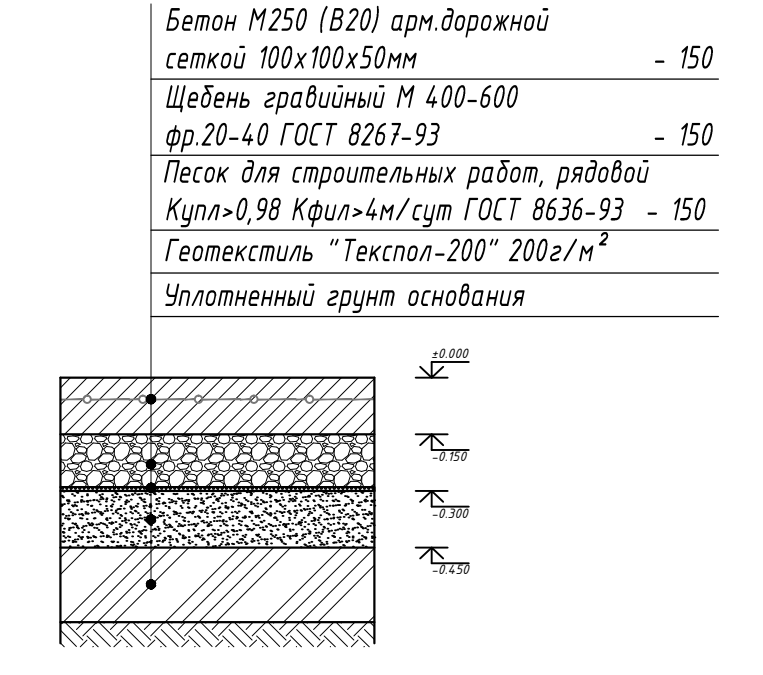 Бетон М250 (В20) арм.дорожной
сеткой 100х100х50мм - 150
Щебень гравийный М 400-600
фр.20-40 ГОСТ 8267-93 - 150
Песок для строительных работ, рядовой
Купл>0,98 Кфил>4м/сут ГОСТ 8636-93 - 150
Геотекстиль "Текспол-200" 200г/м²
Уплотненный грунт основания
±0.000
-0.150
-0.300
-0.450